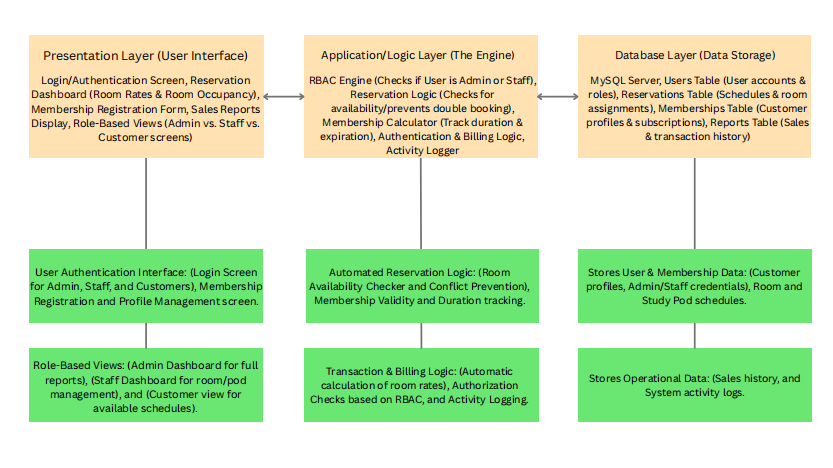 Presentation Layer (User Interface)
Login/Authentication Screen, Reservation
Dashboard (Room Rates & Room Occupancy),
Membership Registration Form, Sales Reports
Display, Role-Based Views (Admin vs. Staff vs.
Customer screens)
Application/Logic Layer (The Engine)
RBAC Engine (Checks if User is Admin or Staff),
Reservation Logic (Checks for
availability/prevents double booking),
Membership Calculator (Track duration &
expiration), Authentication & Billing Logic,
Activity Logger
Database Layer (Data Storage)
MySQL Server, Users Table (User accounts &
roles), Reservations Table (Schedules & room
assignments), Memberships Table (Customer
profiles & subscriptions), Reports Table (Sales
& transaction history)
User Authentication Interface: (Login Screen
for Admin, Staff, and Customers), Membership
Registration and Profile Management screen.
Automated Reservation Logic: (Room
Availability Checker and Conflict Prevention),
Membership Validity and Duration tracking.
Stores User & Membership Data: (Customer
profiles, Admin/Staff credentials), Room and
Study Pod schedules.
Role-Based Views: (Admin Dashboard for full
reports), (Staff Dashboard for room/pod
management), and (Customer view for
available schedules).
Transaction & Billing Logic: (Automatic
calculation of room rates), Authorization
Checks based on RBAC, and Activity Logging.
Stores Operational Data: (Sales history, and
System activity logs.